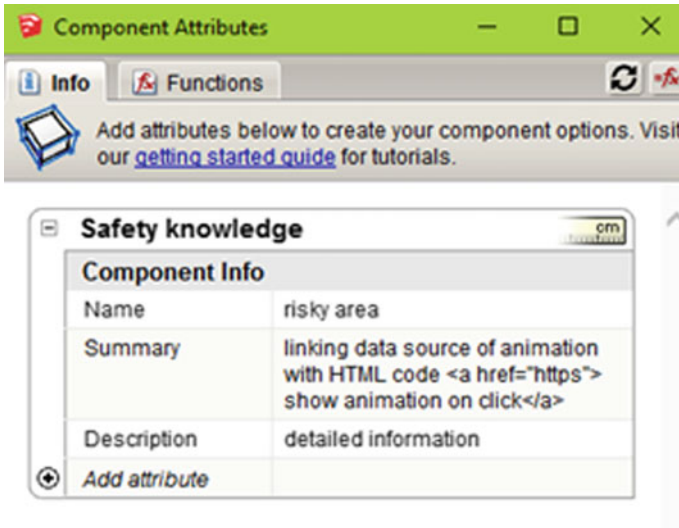 Component Attributes
Info
Functions
Add attributes below to create your component options. Visit
our getting started guide for tutorials.
Safety knowledge
cm
Component Info
Name risky area
Summary linking data source of animation
with HTML code <a href="https">
show animation on click</a>
Description detailed information
Add attribute